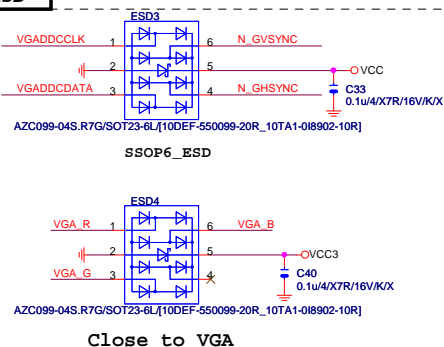 ESD3
VGADDCCLK 1 6 N_GVSYNC
2 5 VCC
VGADDCDATA 3 4 N_GHSYNC
C33
0.1u/4/X7R/16V/K/X
AZC099-04S.R7G/SOT23-6L/[10DEF-550099-20R_10TA1-0I8902-10R]
SSOP6_ESD
ESD4
VGA_R 1 6 VGA_B
2 5 VCC3
VGA_G 3 4
C40
0.1u/4/X7R/16V/K/X
AZC099-04S.R7G/SOT23-6L/[10DEF-550099-20R_10TA1-0I8902-10R]
Close to VGA